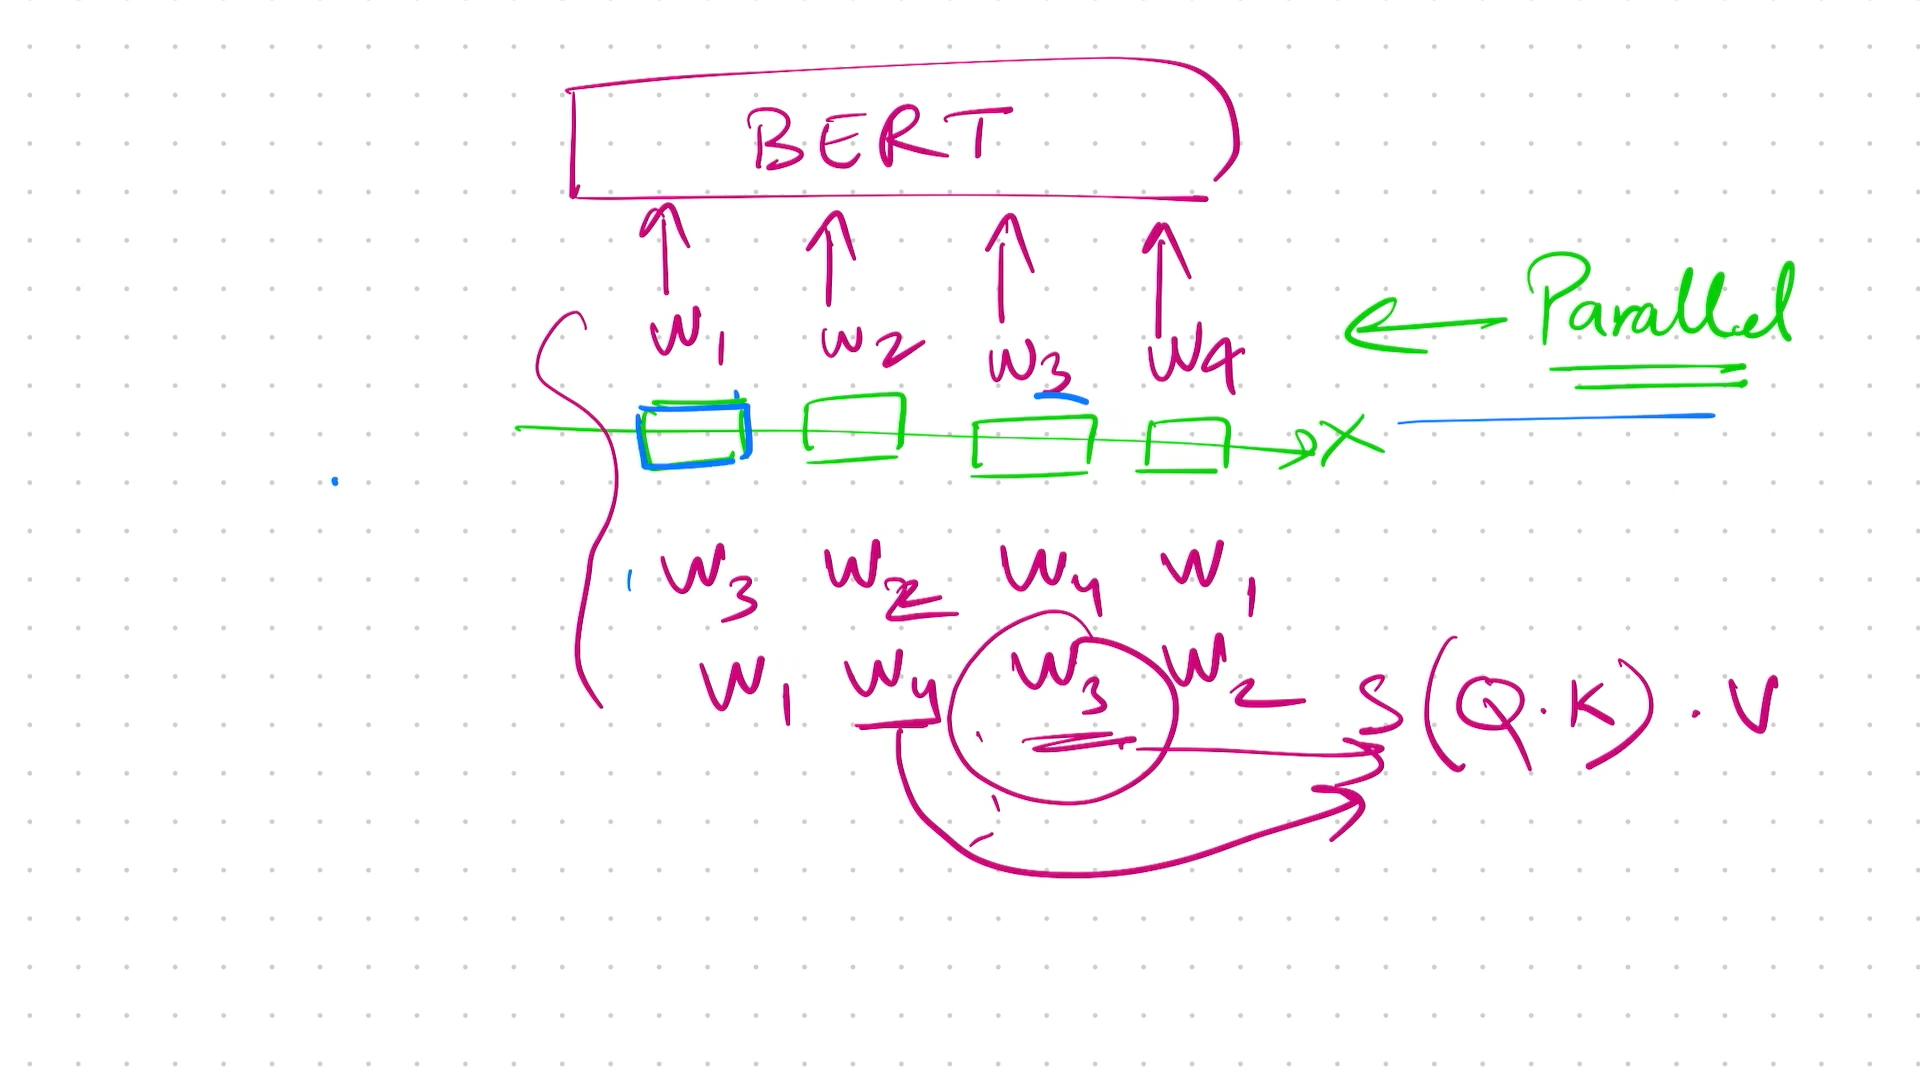 BERT
W1 W2 W3 W4
Parallel
X
W3 W2 W4 W1
W1 W4 W3 W2
S(Q.K).V